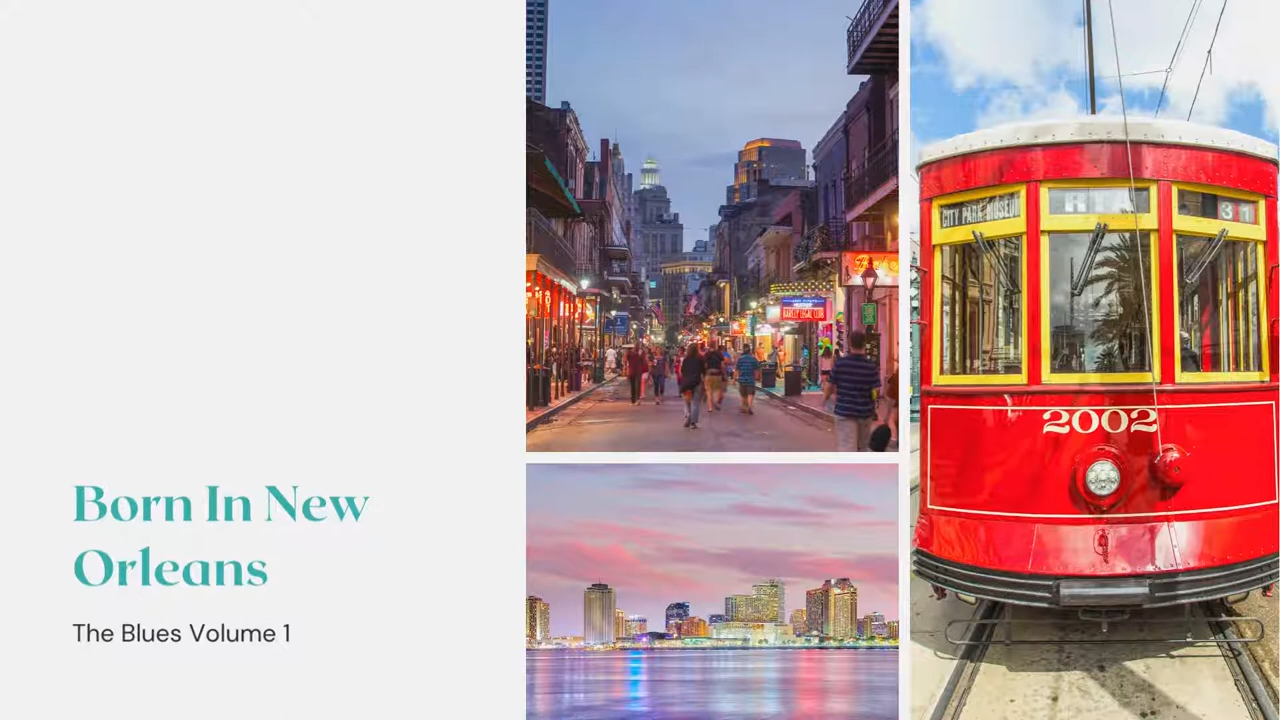 Born In New
Orleans
The Blues Volume 1
CITY PARK MUSEUM
31
2002
BARELY LEGAL CLUB